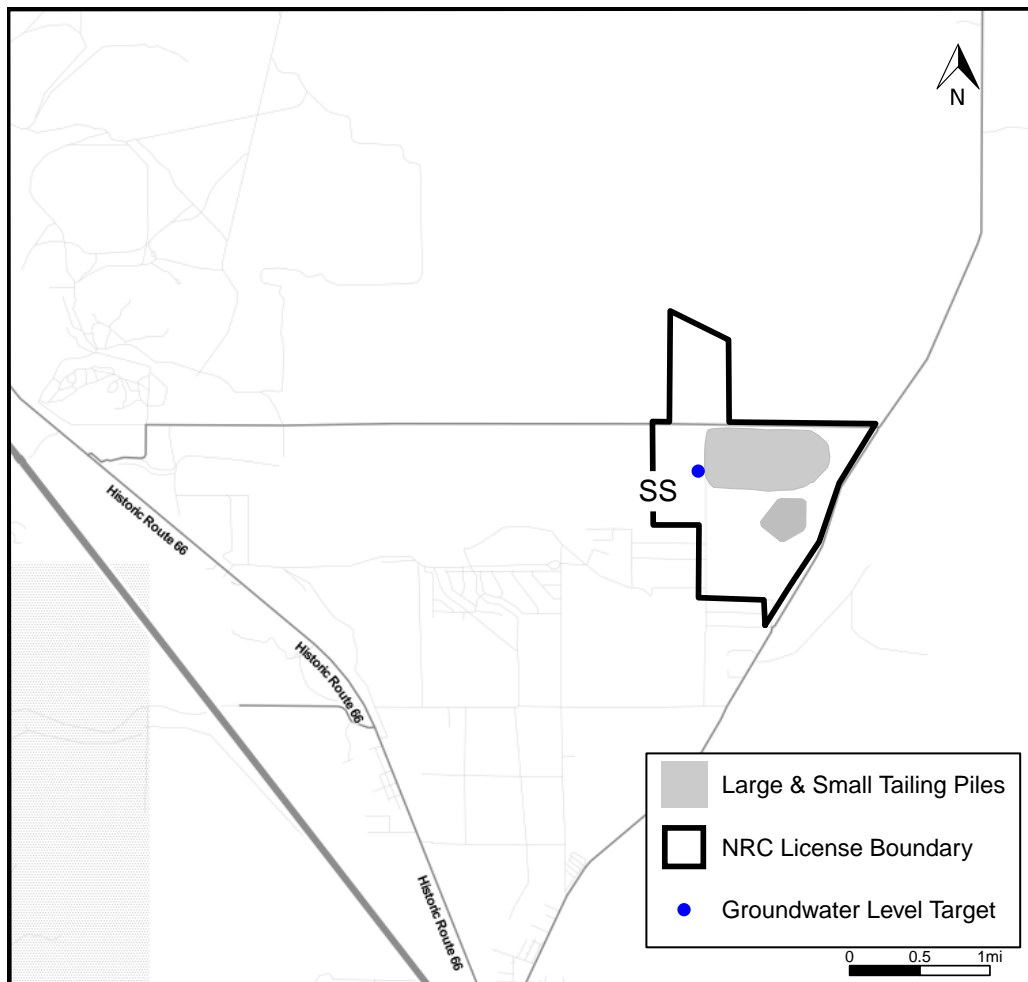 N
SS
Historic Route 66
Historic Route 66
Historic Route 66
Large & Small Tailing Piles
NRC License Boundary
Groundwater Level Target
0 0.5 1mi